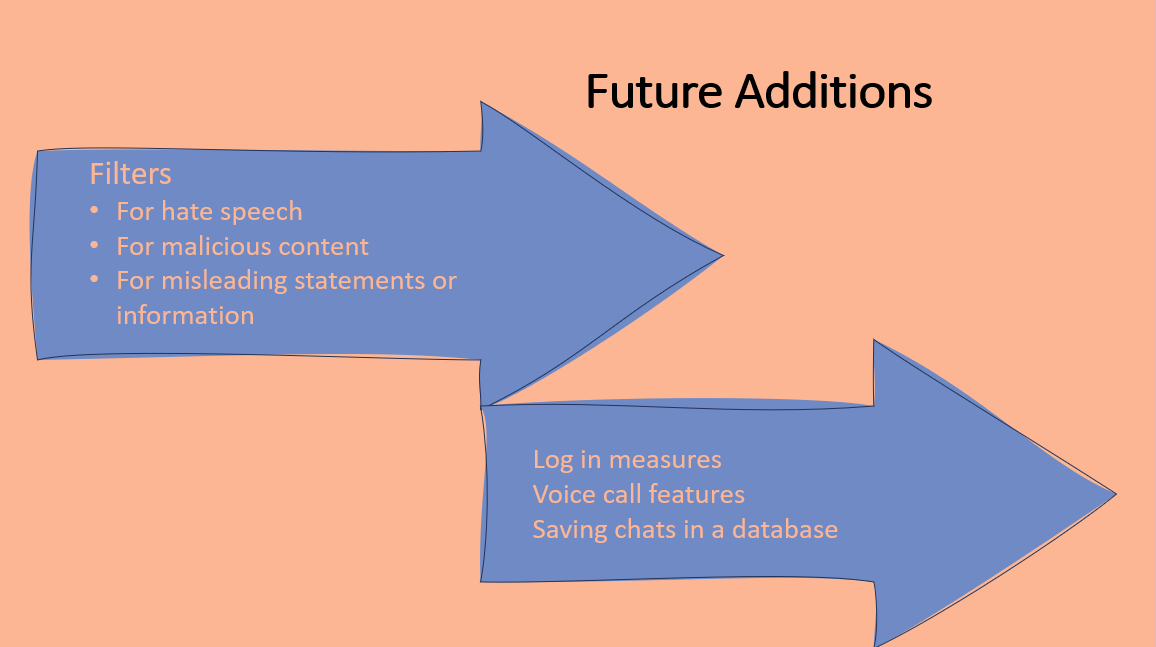 Future Additions
Filters
• For hate speech
• For malicious content
• For misleading statements or
information
Log in measures
Voice call features
Saving chats in a database